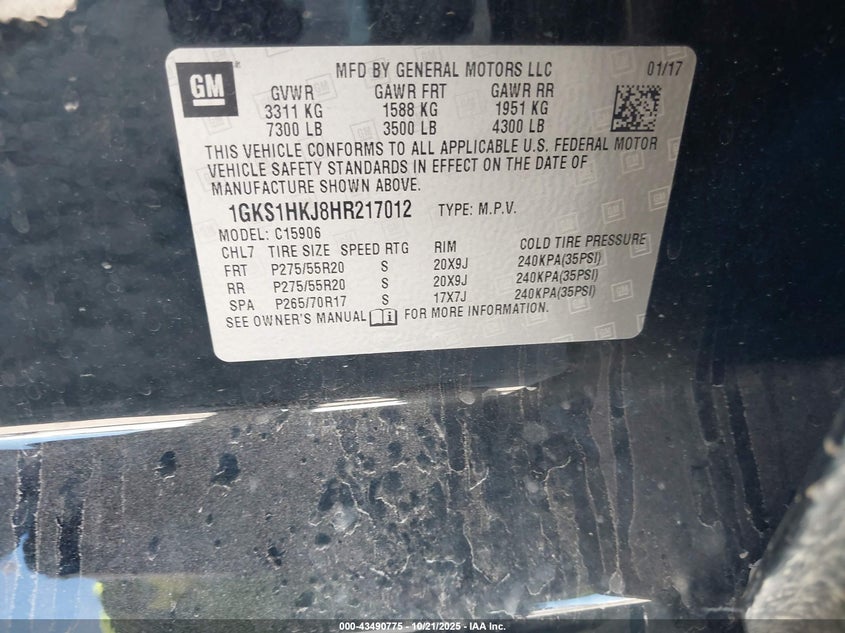 GM
MFD BY GENERAL MOTORS LLC 01/17
GVWR GAWR FRT GAWR RR
3311 KG 1588 KG 1951 KG
7300 LB 3500 LB 4300 LB
THIS VEHICLE CONFORMS TO ALL APPLICABLE U.S. FEDERAL MOTOR
VEHICLE SAFETY STANDARDS IN EFFECT ON THE DATE OF
MANUFACTURE SHOWN ABOVE.
1GKS1HKJ8HR217012 TYPE: M.P.V.
MODEL: C15906
CHL7 TIRE SIZE SPEED RTG RIM COLD TIRE PRESSURE
FRT P275/55R20 S 20X9J 240KPA(35PSI)
RR P275/55R20 S 20X9J 240KPA(35PSI)
SPA P265/70R17 S 17X7J 240KPA(35PSI)
SEE OWNER'S MANUAL FOR MORE INFORMATION.
000-43490775 - 10/21/2025 - IAA Inc.